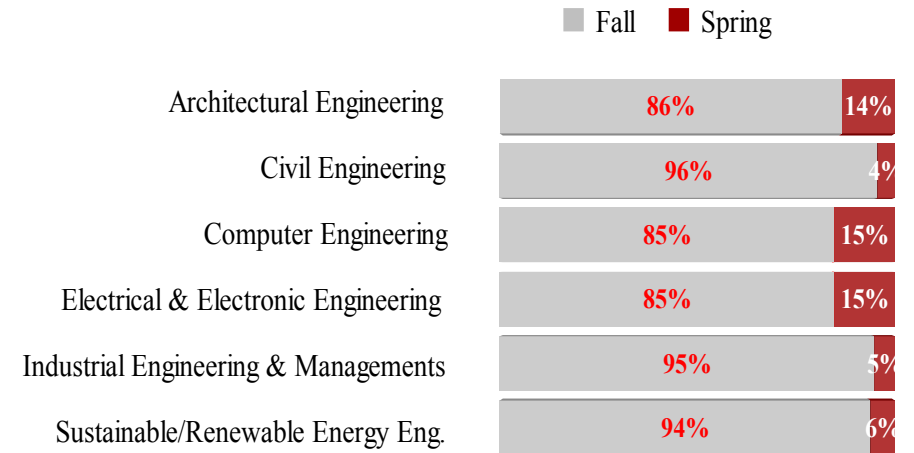 Fall Spring
Architectural Engineering 86% 14%
Civil Engineering 96% 4%
Computer Engineering 85% 15%
Electrical & Electronic Engineering 85% 15%
Industrial Engineering & Managements 95% 5%
Sustainable/Renewable Energy Eng. 94% 6%